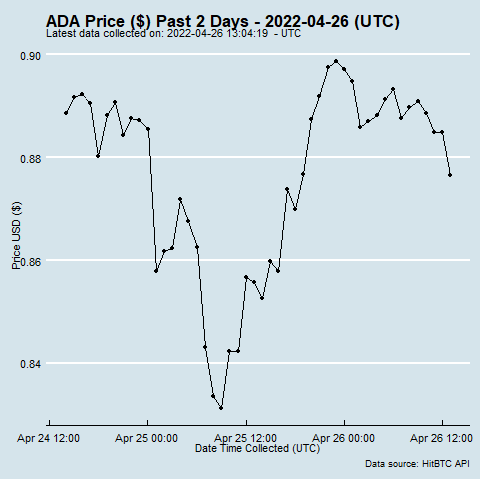 ADA Price ($) Past 2 Days - 2022-04-26 (UTC)
Latest data collected on: 2022-04-26 13:04:19 - UTC
0.90
0.88
0.86
0.84
Price USD ($)
Apr 24 12:00
Apr 25 00:00
Apr 25 12:00
Apr 26 00:00
Apr 26 12:00
Date Time Collected (UTC)
Data source: HitBTC API